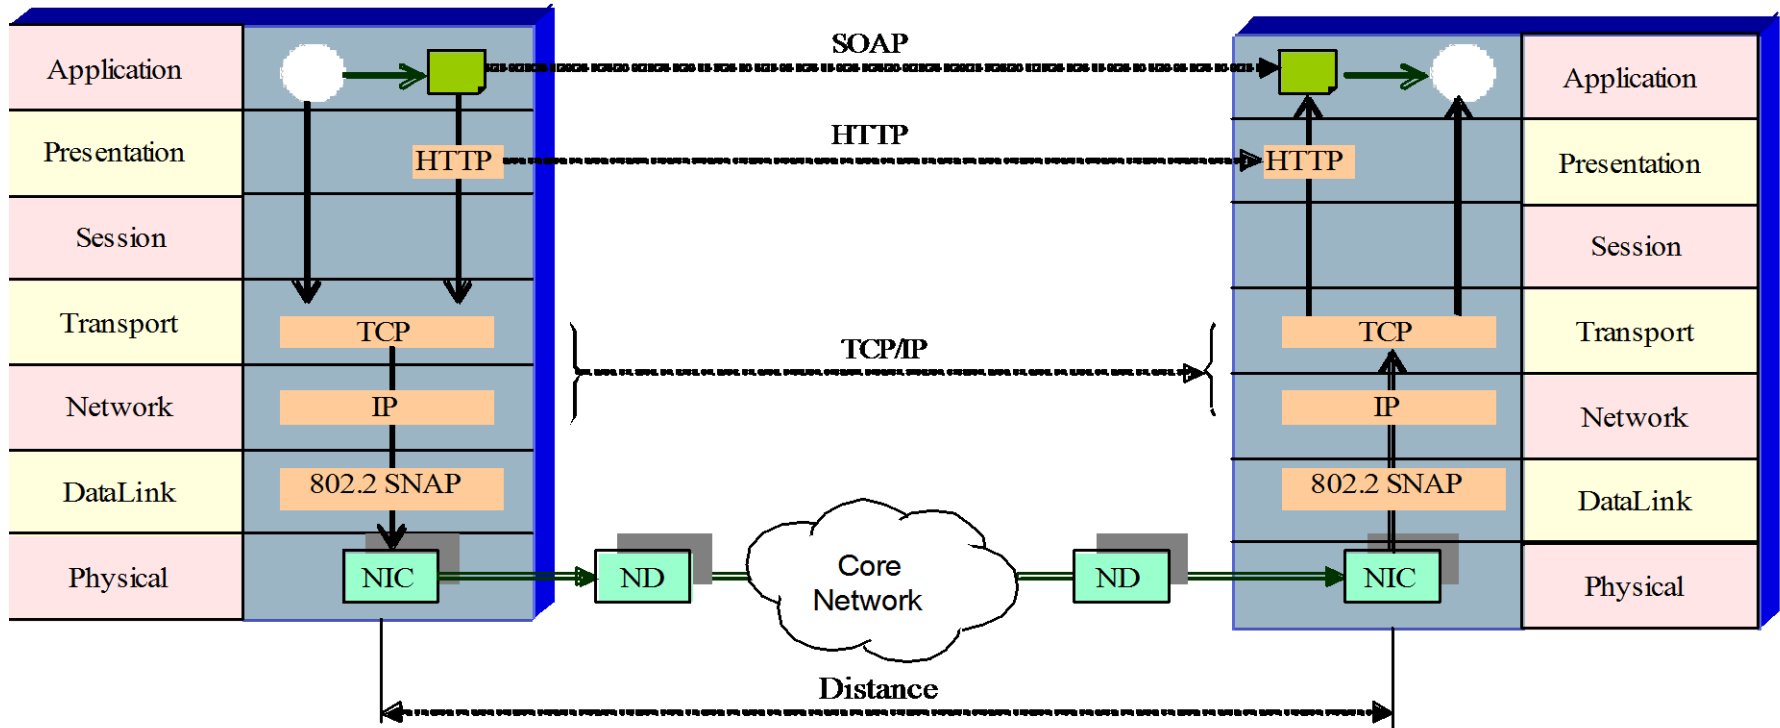 SOAP
Application
Application
HTTP
Presentation
HTTP
HTTP
Presentation
Session
Session
Transport
TCP
TCP/IP
TCP
Transport
Network
IP
IP
Network
DataLink
802.2 SNAP
802.2 SNAP
DataLink
Physical
NIC
ND
Core
Network
ND
NIC
Physical
Distance